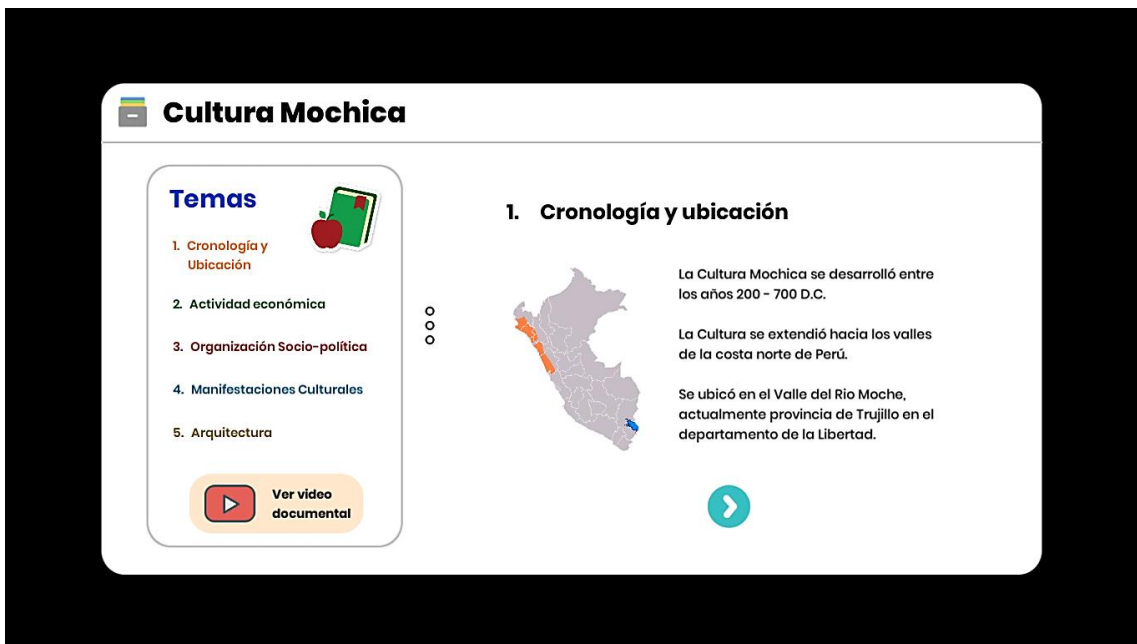 Cultura Mochica
Temas
1. Cronología y
Ubicación
2. Actividad económica
3. Organización Socio-política
4. Manifestaciones Culturales
5. Arquitectura
Ver video
documental
1. Cronología y ubicación
La Cultura Mochica se desarrolló entre
los años 200 - 700 D.C.
La Cultura se extendió hacia los valles
de la costa norte de Perú.
Se ubicó en el Valle del Rio Moche,
actualmente provincia de Trujillo en el
departamento de la Libertad.